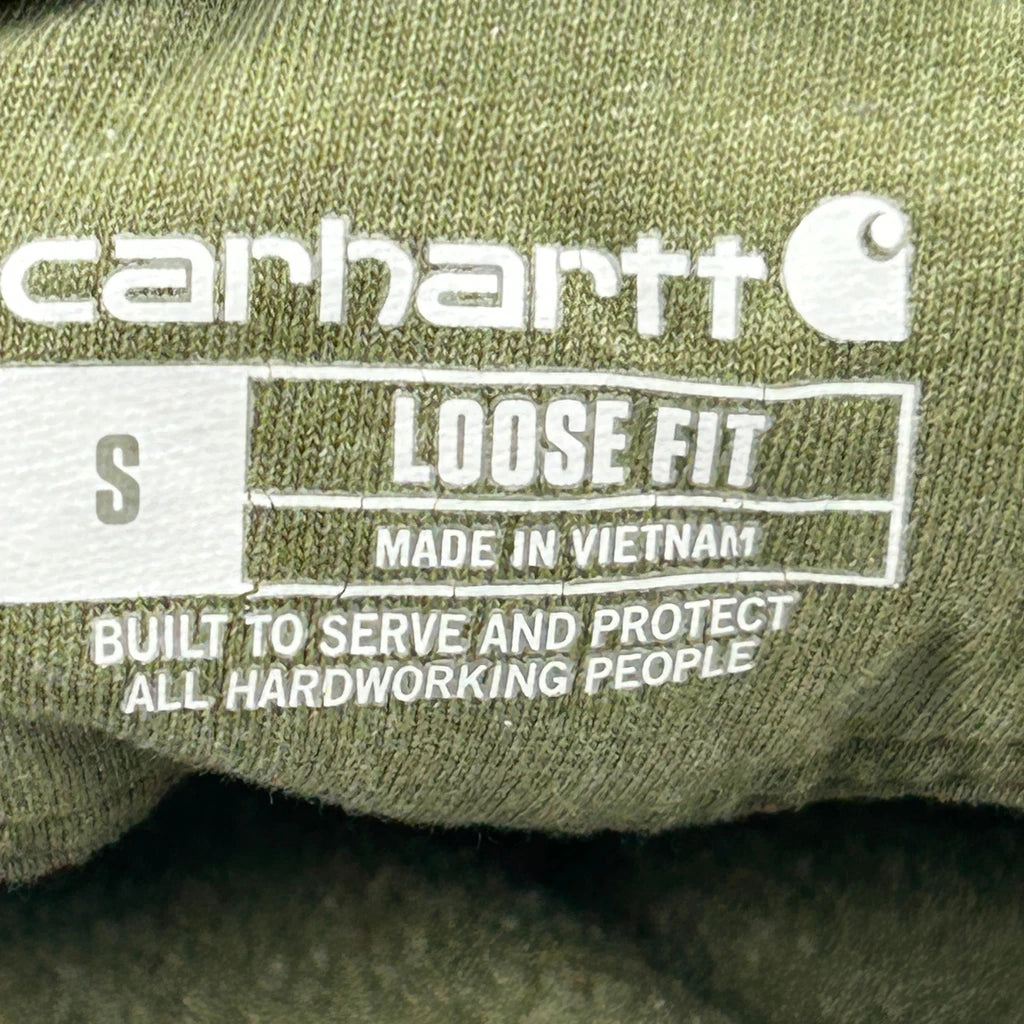 carhartt
S
LOOSE FIT
MADE IN VIETNAM
BUILT TO SERVE AND PROTECT
ALL HARDWORKING PEOPLE